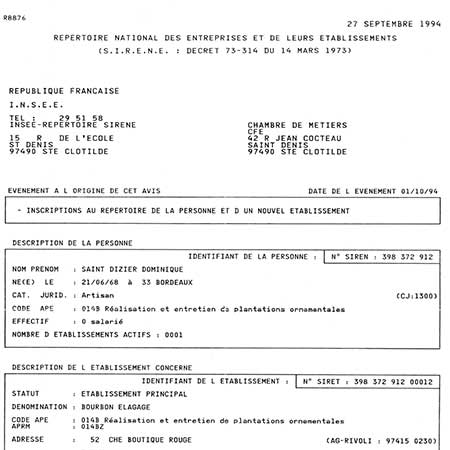 R8876
27 SEPTEMBRE 1994
REPERTOIRE NATIONAL DES ENTREPRISES ET DE LEURS ETABLISSEMENTS
(S.I.R.E.N.E. : DECRET 73-314 DU 14 MARS 1973)
REPUBLIQUE FRANCAISE
I.N.S.E.E.
TEL : 29 51 58
INSEE-REPERTOIRE SIRENE
15 R DE L'ECOLE
ST DENIS
97490 STE CLOTILDE
CHAMBRE DE METIERS
CFE
42 R JEAN COCTEAU
SAINT DENIS
97490 STE CLOTILDE
EVENEMENT A L ORIGINE DE CET AVIS DATE DE L EVENEMENT 01/10/94
- INSCRIPTIONS AU REPERTOIRE DE LA PERSONNE ET D UN NOUVEL ETABLISSEMENT
DESCRIPTION DE LA PERSONNE
IDENTIFIANT DE LA PERSONNE : N° SIREN : 398 372 912
NOM PRENOM : SAINT DIZIER DOMINIQUE
NE(E) LE : 21/06/68 à 33 BORDEAUX
CAT. JURID. : Artisan (CJ:1300)
CODE APE : 014B Réalisation et entretien de plantations ornementales
EFFECTIF : 0 salarié
NOMBRE D ETABLISSEMENTS ACTIFS : 0001
DESCRIPTION DE L ETABLISSEMENT CONCERNE
IDENTIFIANT DE L ETABLISSEMENT : N° SIRET : 398 372 912 00012
STATUT : ETABLISSEMENT PRINCIPAL
DENOMINATION : BOURBON ELAGAGE
CODE APE : 014B Réalisation et entretien de plantations ornementales
APRM : 014BZ
ADRESSE : 52 CHE BOUTIQUE ROUGE (AG-RIVOLI : 97415 0230)